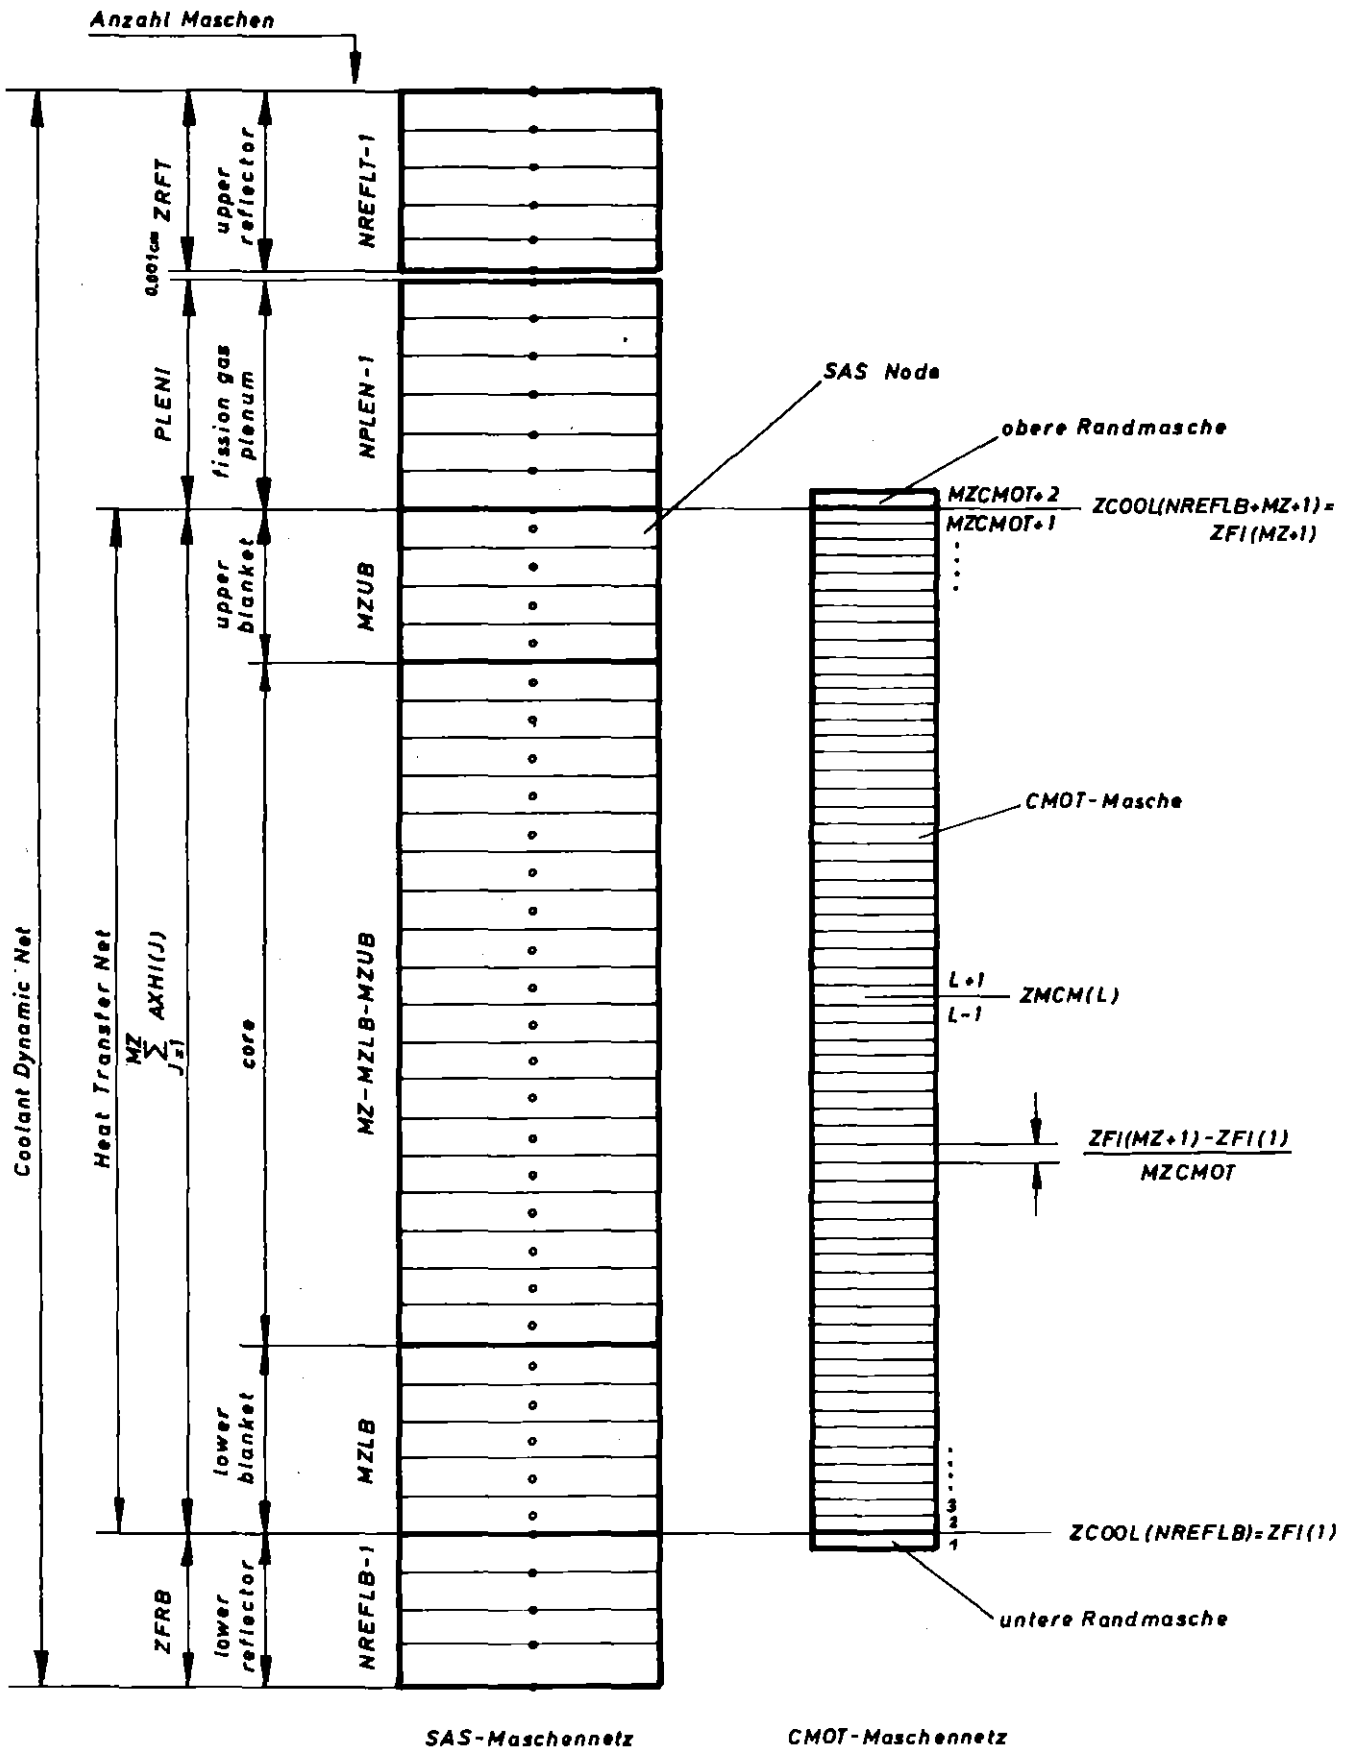 Anzahl Maschen
Coolant Dynamic Net
Heat Transfer Net
MZ
∑ AXHI(J)
J=1
ZRFT
0.001cm
PLENI
ZFRB
upper
reflector
fission gas
plenum
upper
blanket
core
lower
blanket
lower
reflector
NREFLT-1
NPLEN-1
MZUB
MZ-MZLB-MZUB
MZLB
NREFLB-1
SAS Node
obere Randmasche
MZCMOT+2
MZCMOT+1
ZCOOL(NREFLB+MZ+1)=
ZFI(MZ+1)
CMOT-Masche
L+1
ZMCM(L)
L-1
ZFI(MZ+1)-ZFI(1)
MZCMOT
3
2
1
ZCOOL(NREFLB)=ZFI(1)
untere Randmasche
SAS-Maschennetz
CMOT-Maschennetz